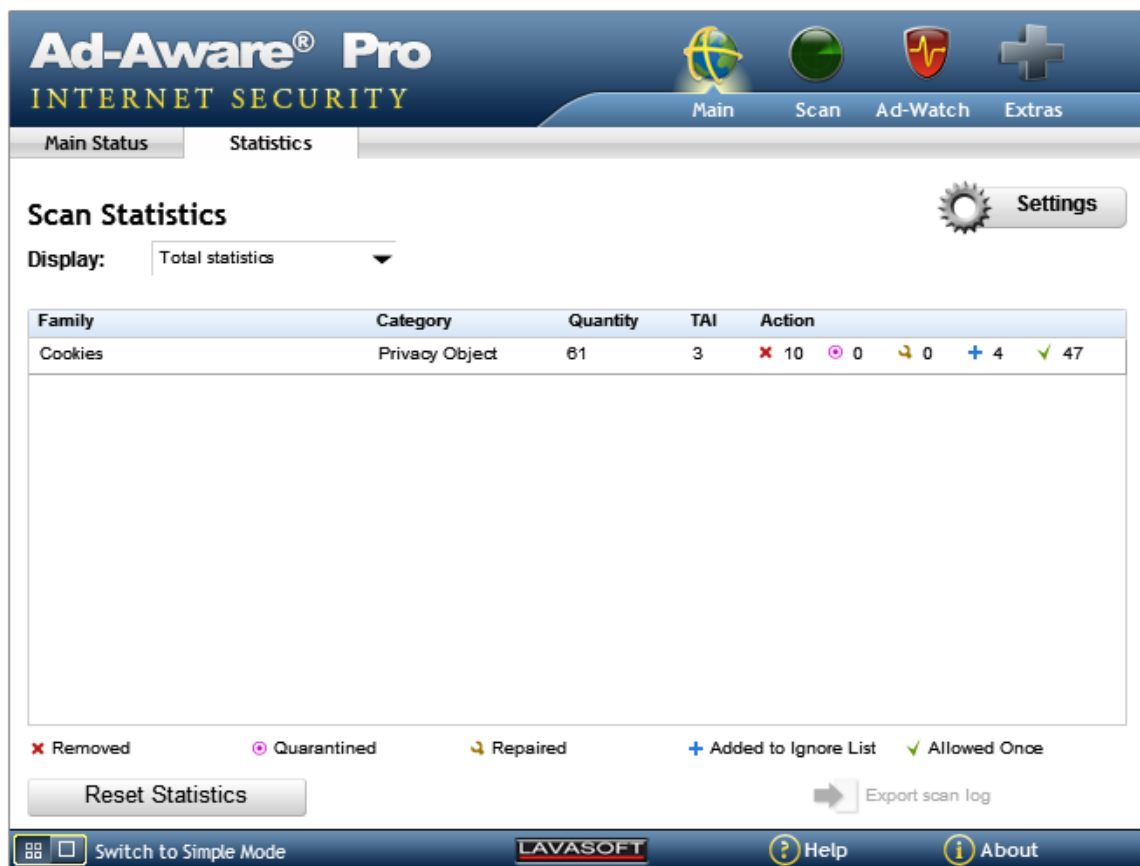 Ad-Aware® Pro
INTERNET SECURITY
Main Scan Ad-Watch Extras
Main Status Statistics
Scan Statistics
Settings
Display: Total statistics
Family Category Quantity TAI Action
Cookies Privacy Object 61 3 10 0 0 4 47
Removed Quarantined Repaired Added to Ignore List Allowed Once
Reset Statistics Export scan log
Switch to Simple Mode LAVASOFT Help About